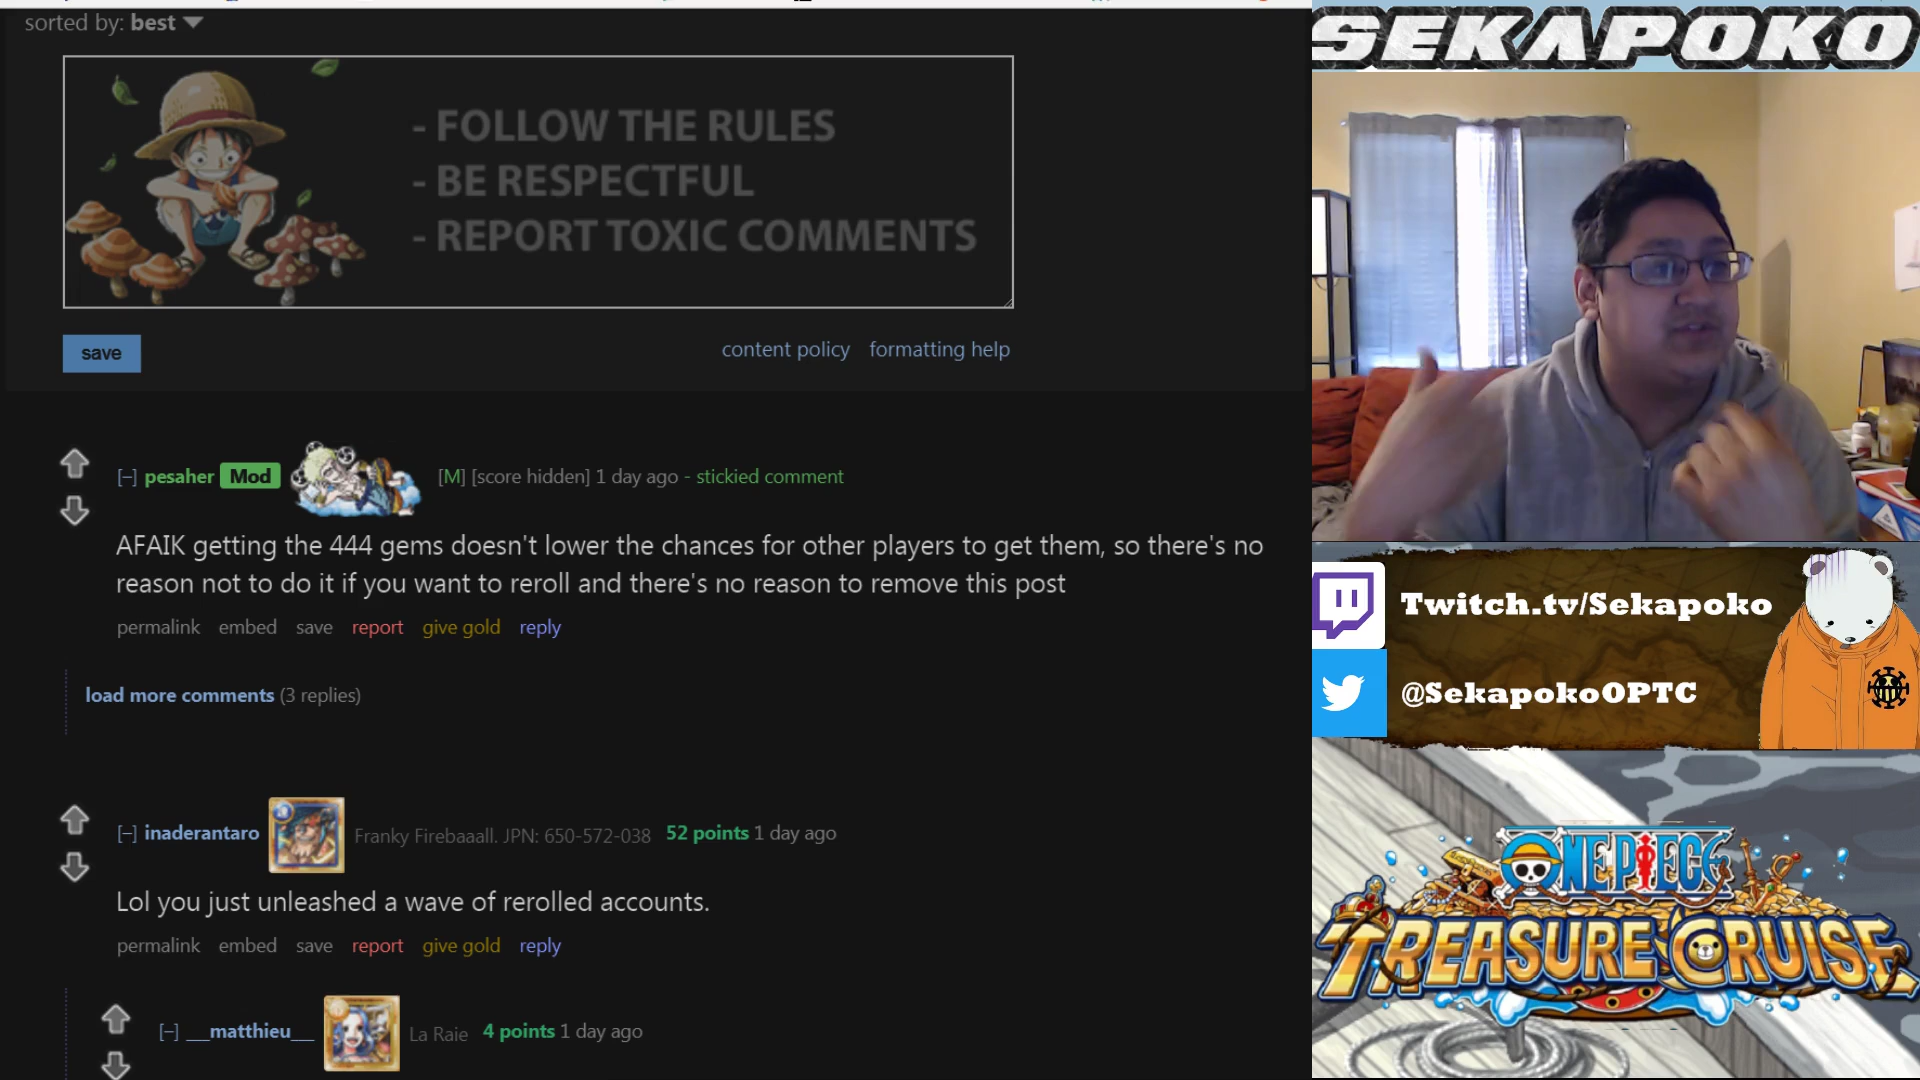 sorted by: best
- FOLLOW THE RULES
- BE RESPECTFUL
- REPORT TOXIC COMMENTS
save
content policy formatting help
[–] pesaher Mod [M] [score hidden] 1 day ago - stickied comment
AFAIK getting the 444 gems doesn't lower the chances for other players to get them, so there's no
reason not to do it if you want to reroll and there's no reason to remove this post
permalink embed save report give gold reply
load more comments (3 replies)
[–] inaderantaro Franky Firebaaall. JPN: 650-572-038 52 points 1 day ago
Lol you just unleashed a wave of rerolled accounts.
permalink embed save report give gold reply
[–] __matthieu__ La Raie 4 points 1 day ago
SEKAPOKO
Twitch.tv/Sekapoko
@SekapokoOPTC
ONE PIECE
TREASURE CRUISE